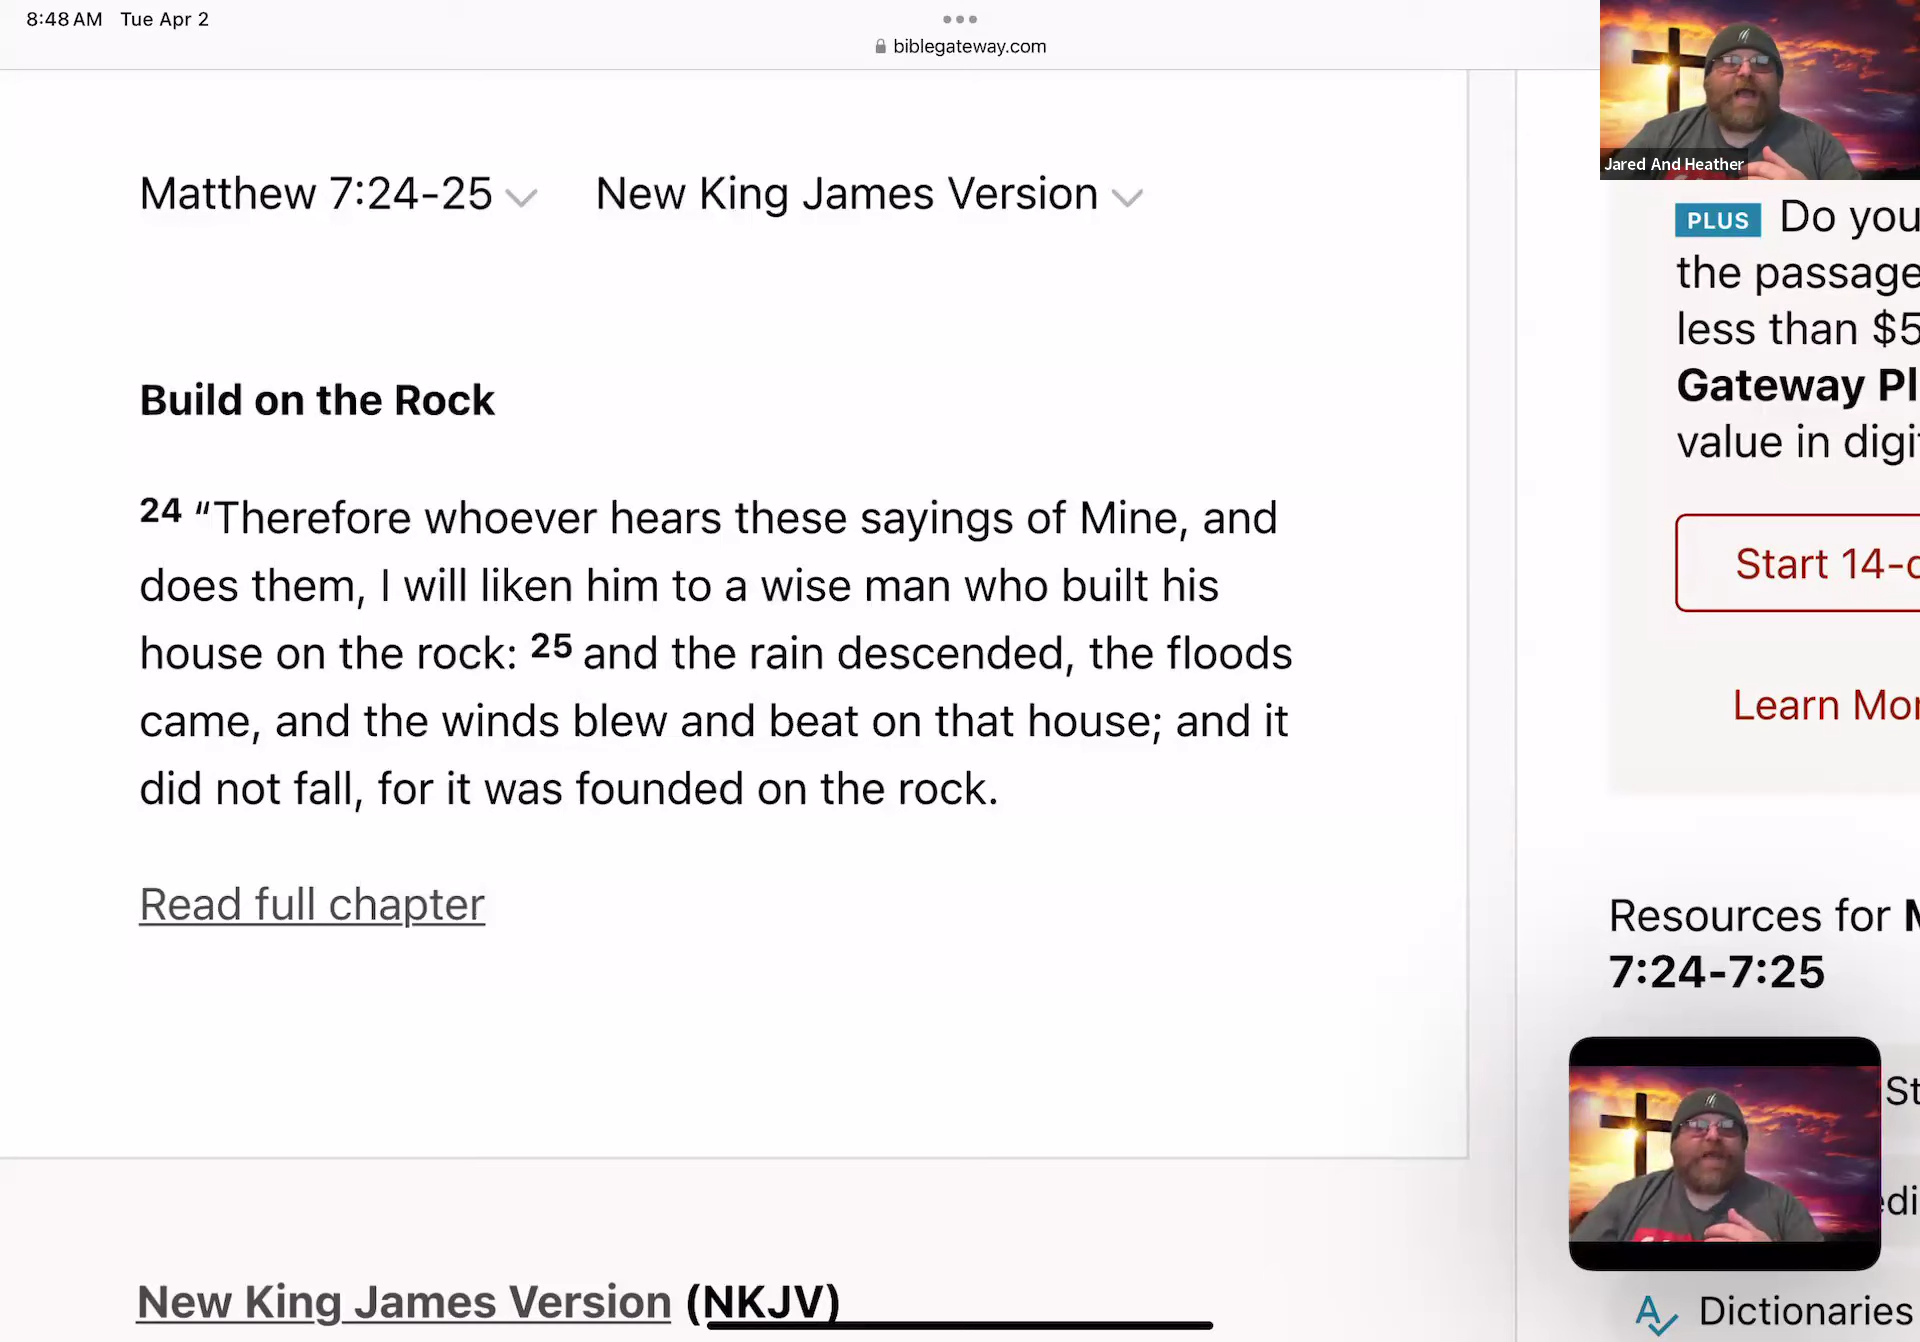 8:48 AM Tue Apr 2
biblegateway.com
Jared And Heather
Matthew 7:24-25
New King James Version
Build on the Rock
24 “Therefore whoever hears these sayings of Mine, and
does them, I will liken him to a wise man who built his
house on the rock: 25 and the rain descended, the floods
came, and the winds blew and beat on that house; and it
did not fall, for it was founded on the rock.
Read full chapter
New King James Version (NKJV)
PLUS Do you
the passage
less than $5
Gateway Pl
value in digi
Start 14-
Learn Mor
Resources for
7:24-7:25
St
edi
Dictionaries